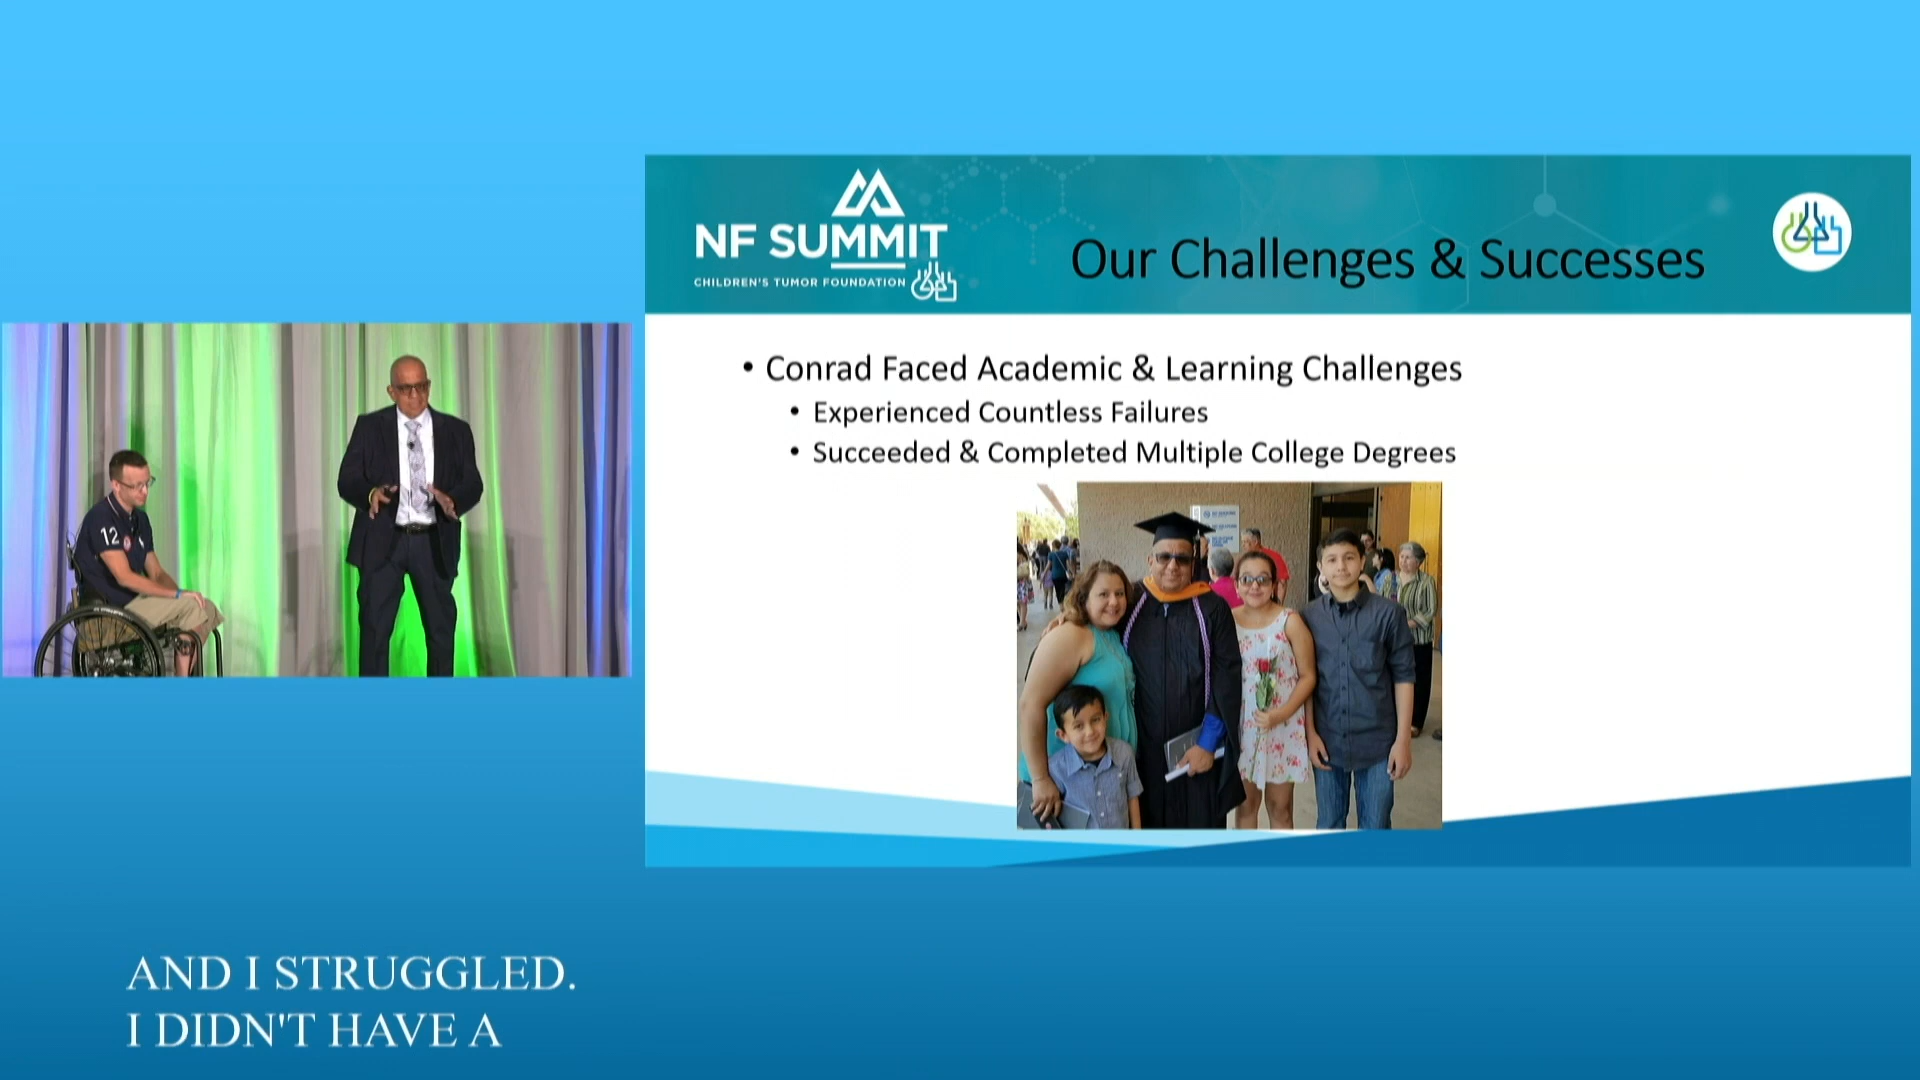 NF SUMMIT
CHILDREN'S TUMOR FOUNDATION
Our Challenges & Successes
• Conrad Faced Academic & Learning Challenges
• Experienced Countless Failures
• Succeeded & Completed Multiple College Degrees
12
AND I STRUGGLED.
I DIDN'T HAVE A